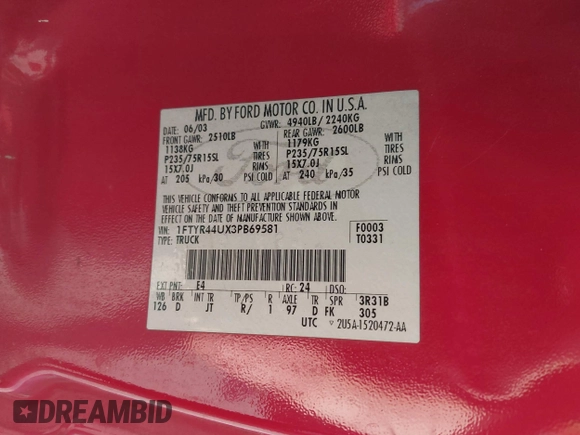 MFD. BY FORD MOTOR CO. IN U.S.A.
DATE: 06/03 GVWR: 4940LB/ 2240KG
FRONT GAWR: 2510LB REAR GAWR: 2600LB
1138KG WITH 1179KG WITH
P235/75R15SL TIRES P235/75R15SL TIRES
15X7.0J RIMS 15X7.0J RIMS
AT 205 kPa/30 PSI COLD AT 240 kPa/35 PSI COLD
THIS VEHICLE CONFORMS TO ALL APPLICABLE FEDERAL MOTOR
VEHICLE SAFETY AND THEFT PREVENTION STANDARDS IN
EFFECT ON THE DATE OF MANUFACTURE SHOWN ABOVE.
VIN: 1FTYR44UX3PB69581 F0003
TYPE: TRUCK T0331
EXT PNT: E4 RC: 24 DSO:
WB BRK INT TR TP/PS R AXLE TR SPR 3R31B
126 D JT R/ 1 97 D FK 305
UTC 2U5A-1520472-AA
Ford
DREAMBID